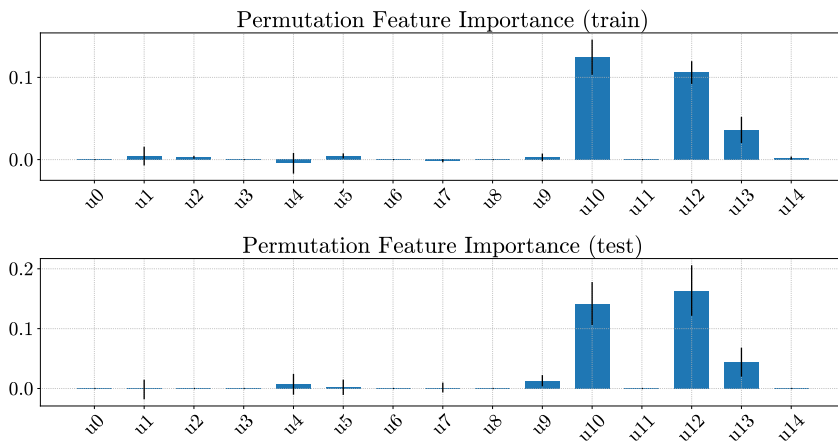 Permutation Feature Importance (train)
0.1
0.0
u0 u1 u2 u3 u4 u5 u6 u7 u8 u9 u10 u11 u12 u13 u14
Permutation Feature Importance (test)
0.2
0.1
0.0
u0 u1 u2 u3 u4 u5 u6 u7 u8 u9 u10 u11 u12 u13 u14